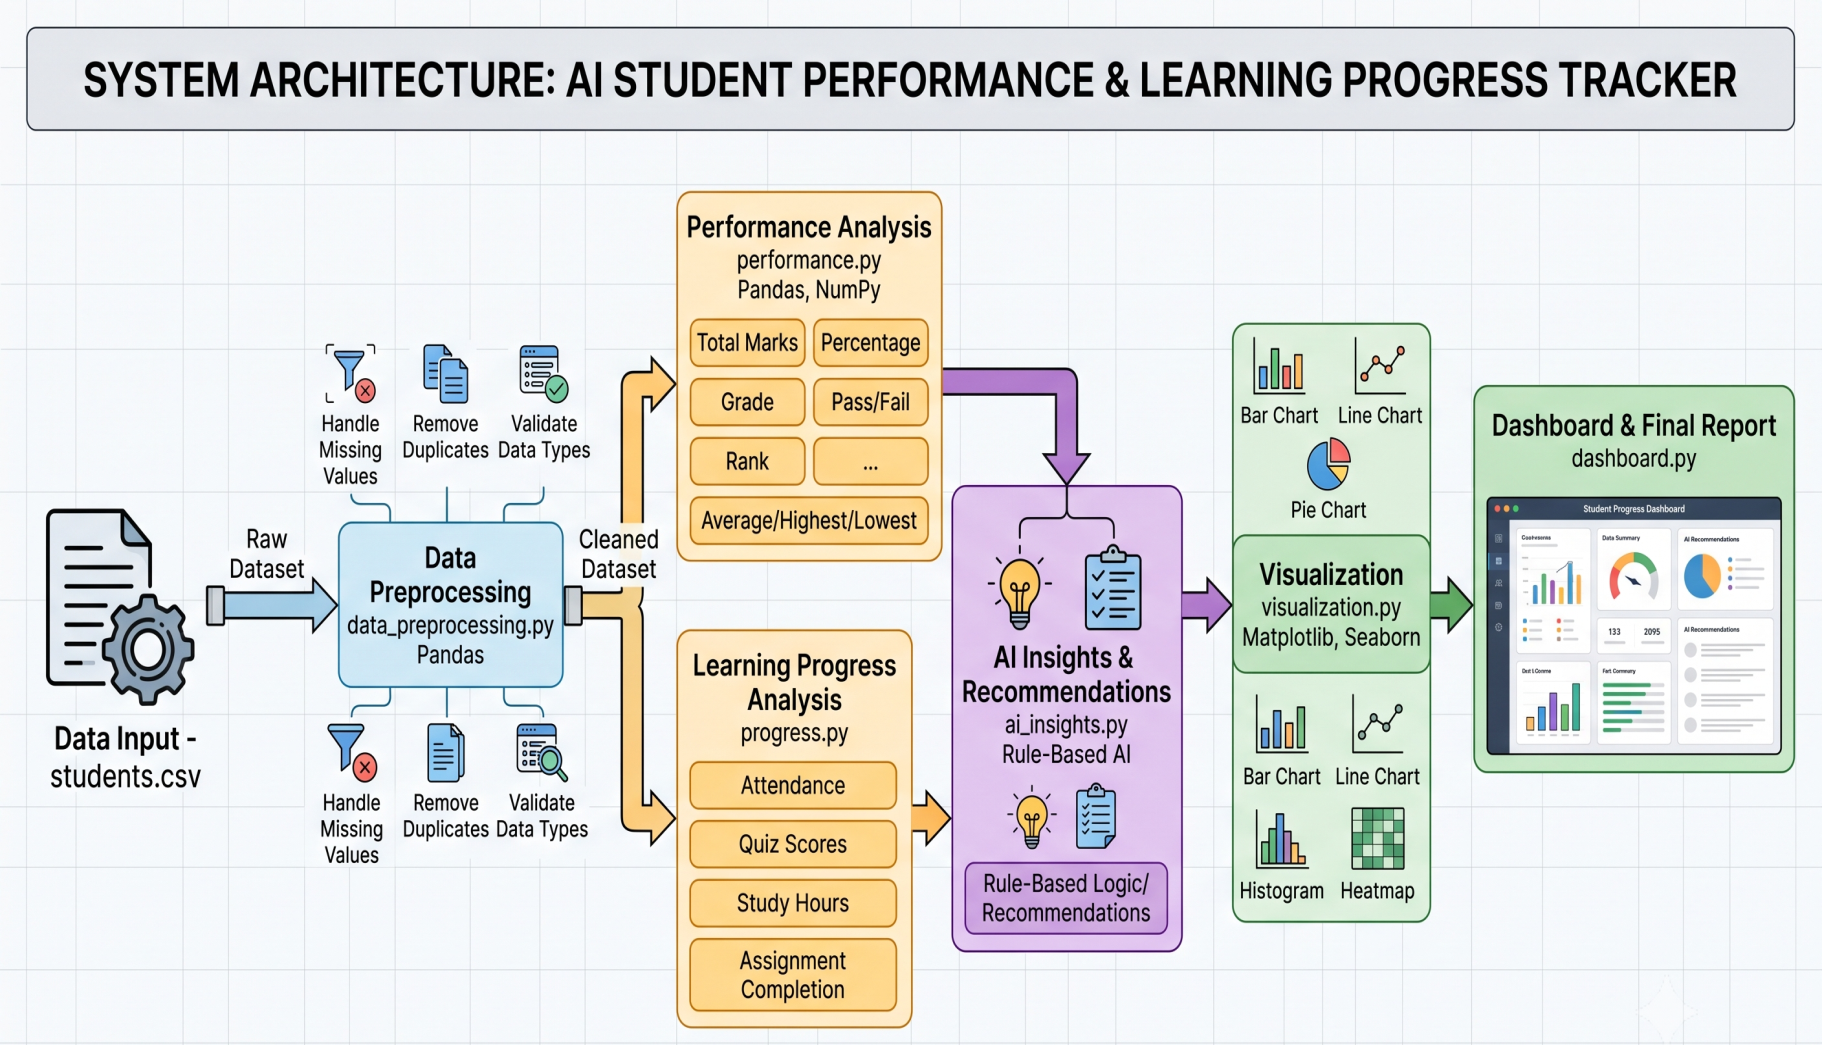 SYSTEM ARCHITECTURE: AI STUDENT PERFORMANCE & LEARNING PROGRESS TRACKER
Data Input -
students.csv
Raw
Dataset
Handle
Missing
Values
Remove
Duplicates
Validate
Data Types
Data
Preprocessing
data_preprocessing.py
Pandas
Handle
Missing
Values
Remove
Duplicates
Validate
Data Types
Cleaned
Dataset
Performance Analysis
performance.py
Pandas, NumPy
Total Marks
Percentage
Grade
Pass/Fail
Rank
...
Average/Highest/Lowest
Learning Progress
Analysis
progress.py
Attendance
Quiz Scores
Study Hours
Assignment
Completion
AI Insights &
Recommendations
ai_insights.py
Rule-Based AI
Rule-Based Logic/
Recommendations
Bar Chart
Line Chart
Pie Chart
Visualization
visualization.py
Matplotlib, Seaborn
Bar Chart
Line Chart
Histogram
Heatmap
Dashboard & Final Report
dashboard.py
Student Progress Dashboard
Data Summary
AI Recommendations
133
2095
AI Recommendations